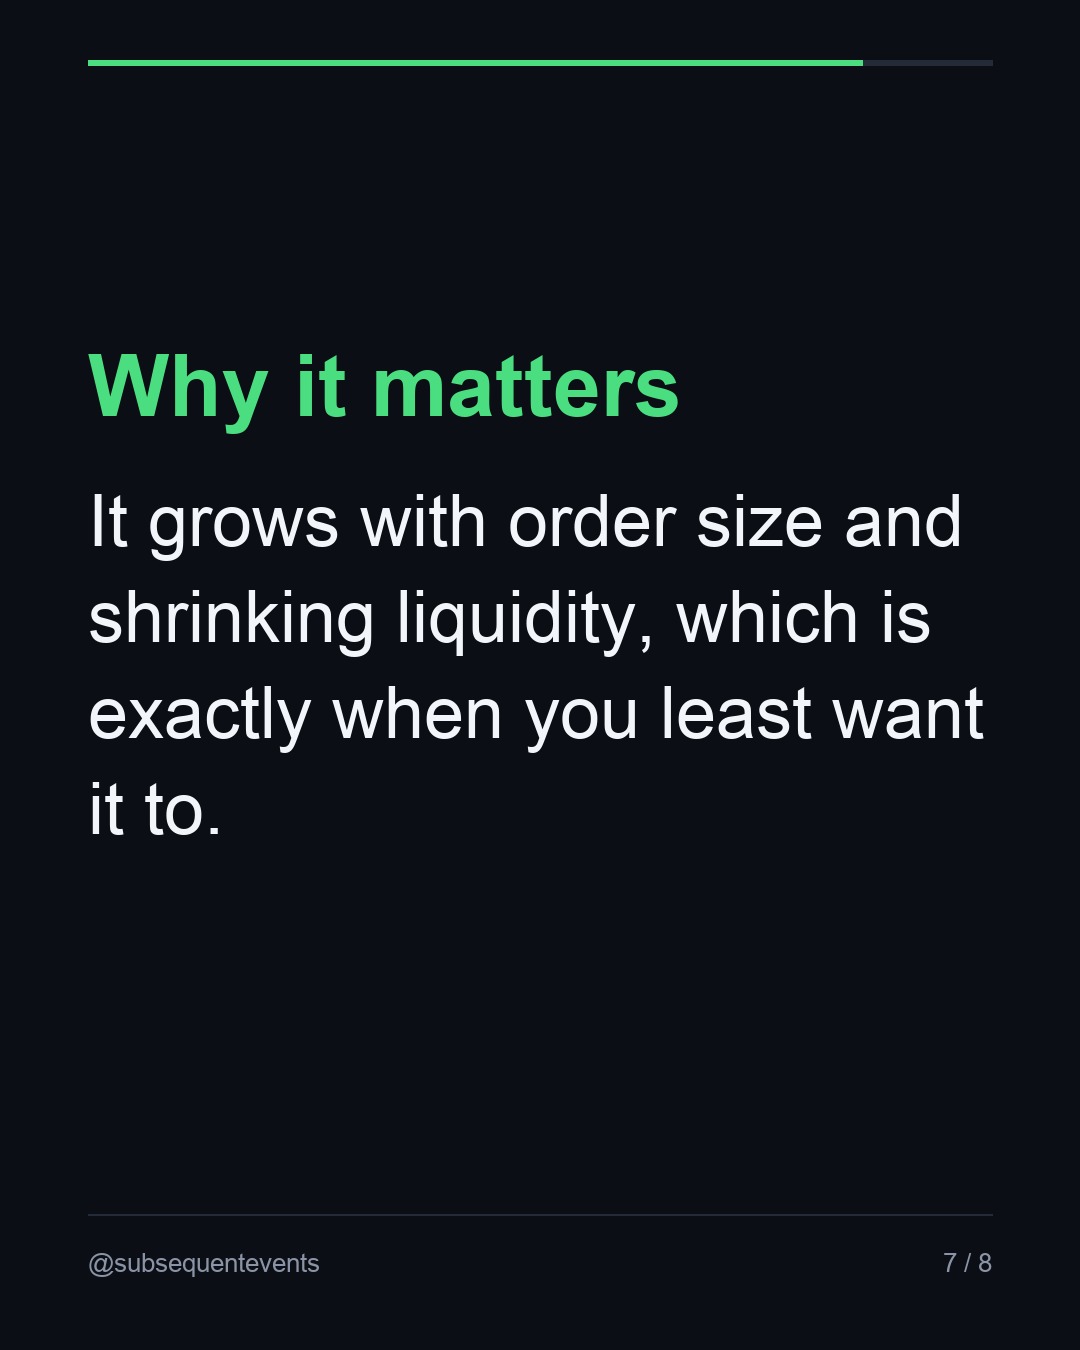 Why it matters
It grows with order size and
shrinking liquidity, which is
exactly when you least want
it to.
@subsequentevents
7 / 8